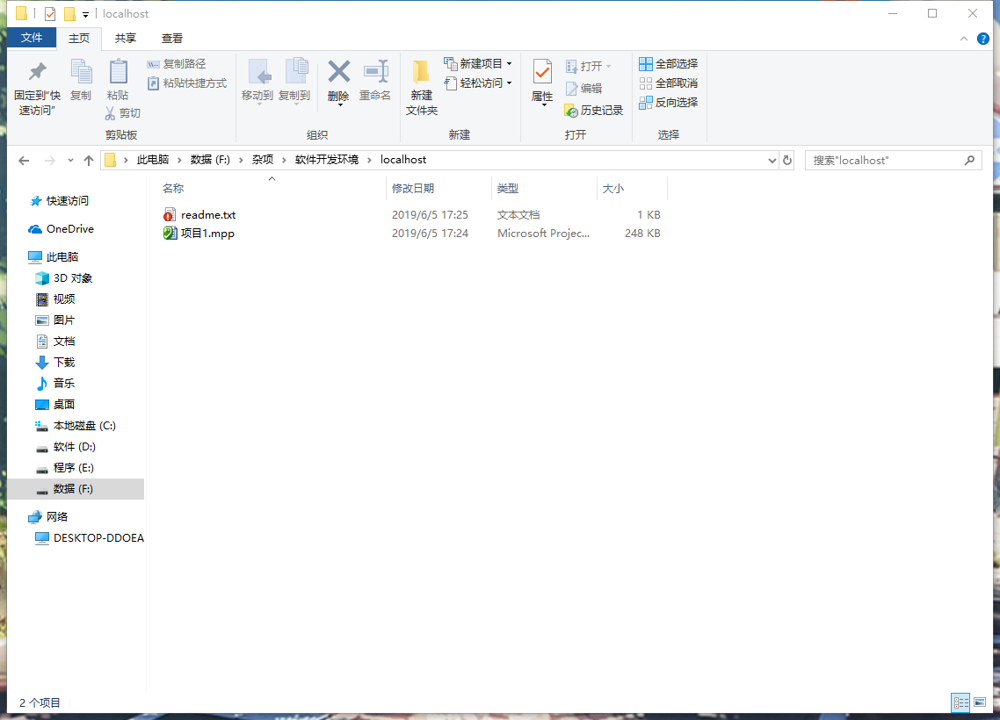 localhost
文件 主页 共享 查看
固定到"快速访问"
复制
粘贴
复制路径
粘贴快捷方式
剪切
剪贴板
移动到
复制到
删除
重命名
组织
新建文件夹
新建项目
轻松访问
新建
属性
打开
编辑
历史记录
打开
全部选择
全部取消
反向选择
选择
此电脑 > 数据 (F:) > 杂项 > 软件开发环境 > localhost
搜索"localhost"
名称 修改日期 类型 大小
readme.txt 2019/6/5 17:25 文本文档 1 KB
项目1.mpp 2019/6/5 17:24 Microsoft Projec... 248 KB
快速访问
OneDrive
此电脑
3D 对象
视频
图片
文档
下载
音乐
桌面
本地磁盘 (C:)
软件 (D:)
程序 (E:)
数据 (F:)
网络
DESKTOP-DDOEA
2 个项目